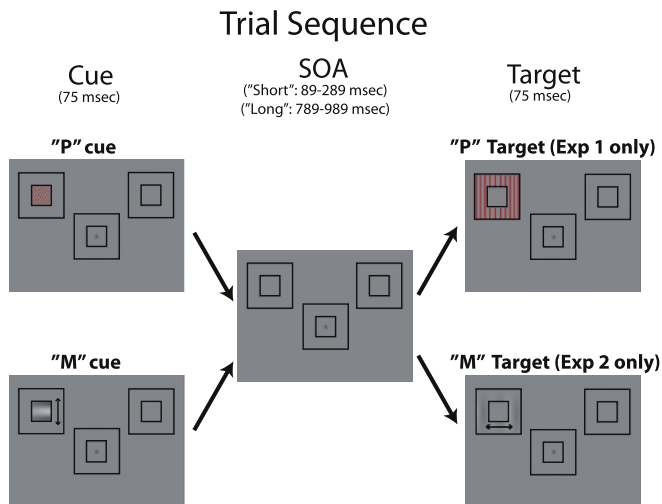 Trial Sequence
Cue
(75 msec)
SOA
("Short": 89-289 msec)
("Long": 789-989 msec)
Target
(75 msec)
"P" cue
"P" Target (Exp 1 only)
"M" cue
"M" Target (Exp 2 only)